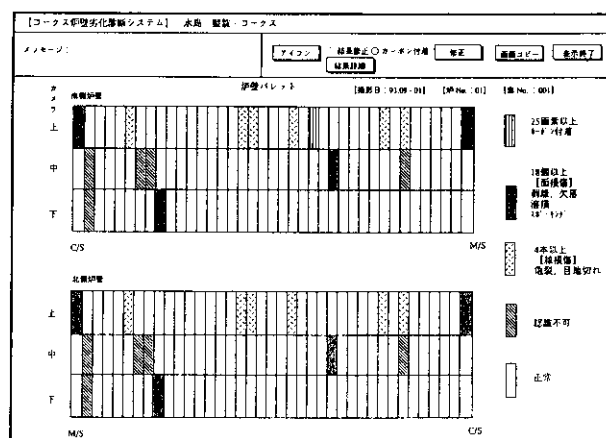 【コークス炉壁劣化診断システム】 水島 製鉄・コークス
メッセージ：
アイコン
結果修正 ○カーボン付着
修正
画面コピー
表示終了
結果詳細
炉壁パレット
【撮影日：93.09-01】
【炉No.：01】
【窯No.：001】
カメラ
南側炉壁
上
中
下
C/S
M/S
25画素以上
カーボン付着
18個以上
【面積傷】
剥離、欠落
溶損
4本以上
【線損傷】
亀裂、目地切れ
認識不可
正常
北側炉壁
上
中
下
M/S
C/S